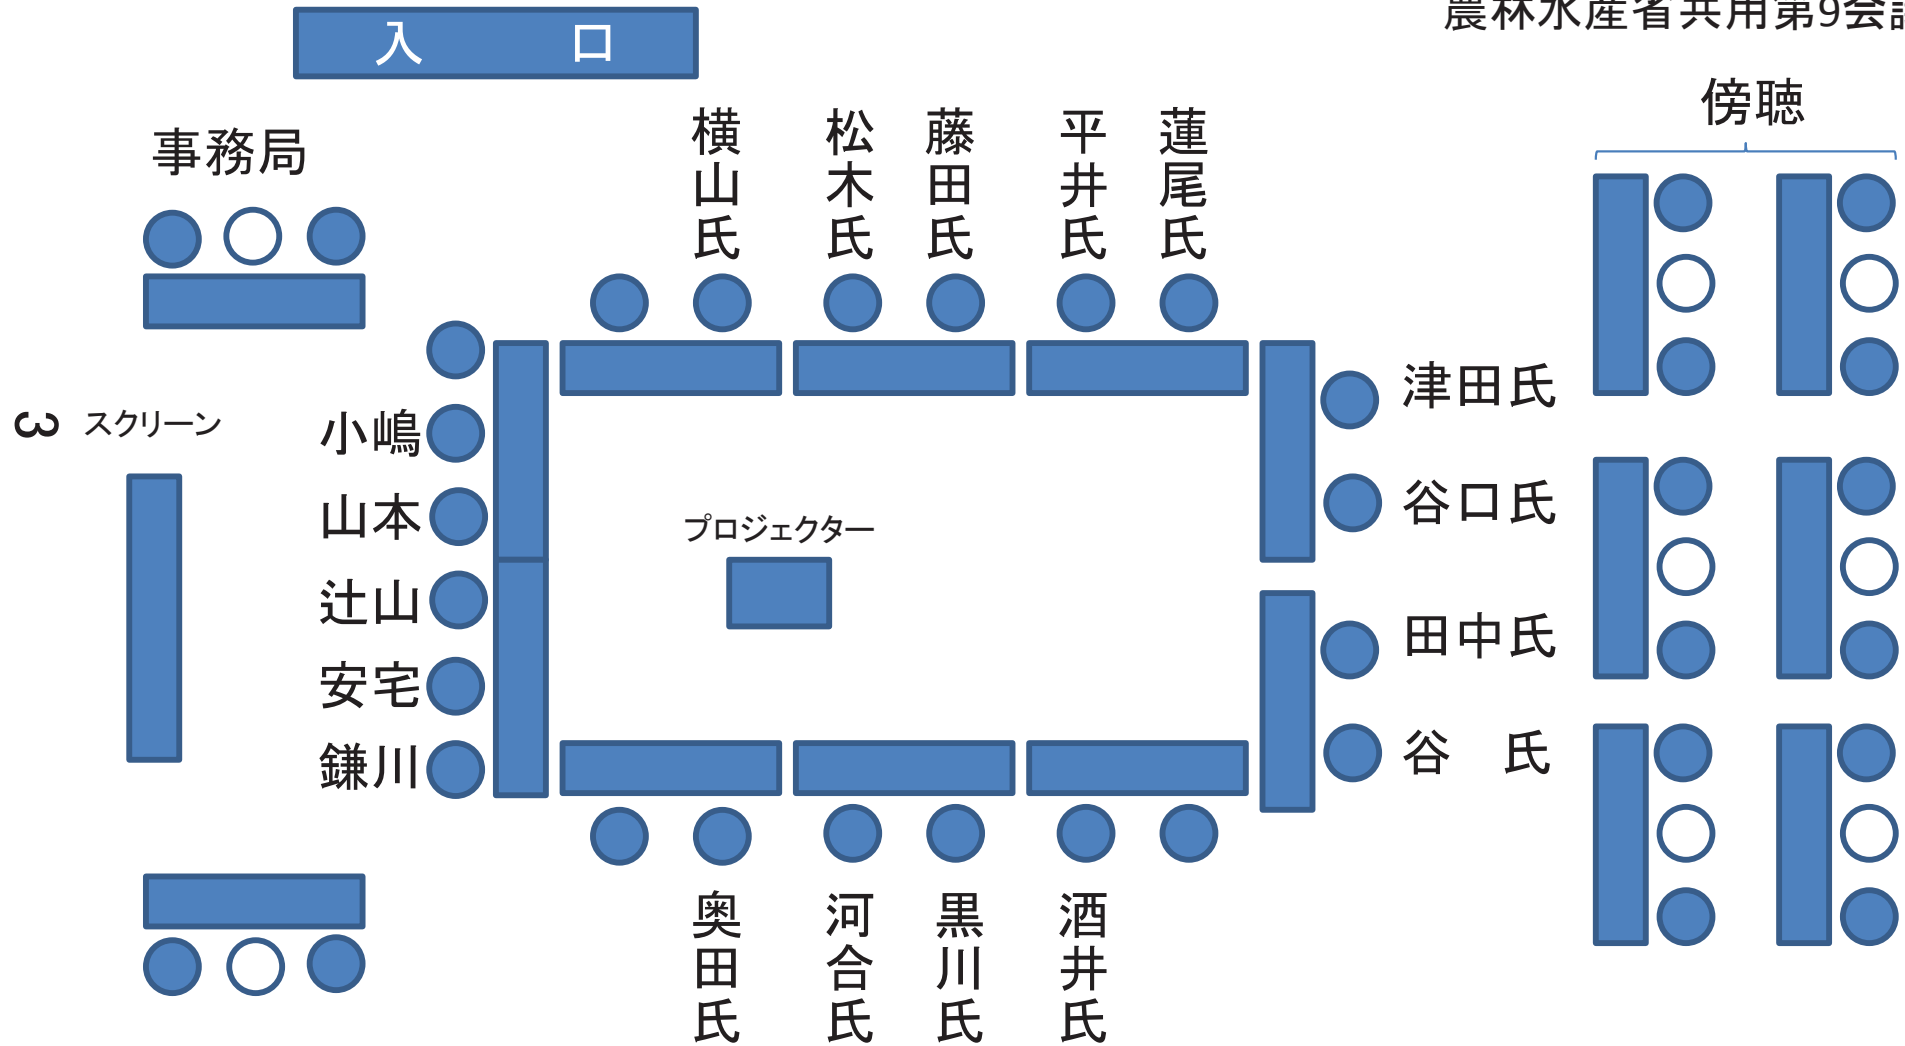 農林水産省共用第9会
入　口
傍聴
事務局
横山氏
松木氏
藤田氏
平井氏
蓮尾氏
津田氏
谷口氏
田中氏
谷　氏
3
スクリーン
小嶋
山本
辻山
安宅
鎌川
プロジェクター
奥田氏
河合氏
黒川氏
酒井氏